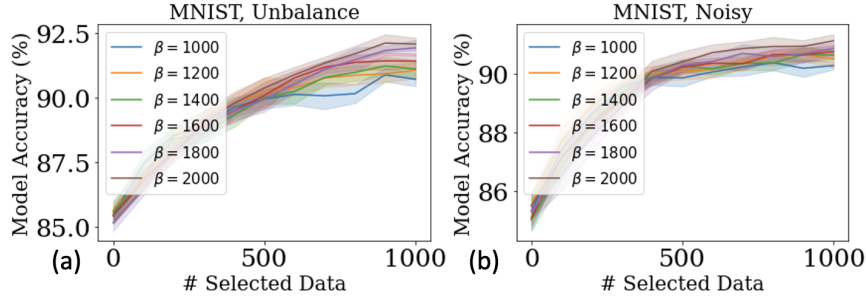 MNIST, Unbalance
92.5
90.0
87.5
85.0
Model Accuracy (%)
β = 1000
β = 1200
β = 1400
β = 1600
β = 1800
β = 2000
0
500
1000
# Selected Data
(a)
MNIST, Noisy
90
88
86
Model Accuracy (%)
β = 1000
β = 1200
β = 1400
β = 1600
β = 1800
β = 2000
0
500
1000
# Selected Data
(b)